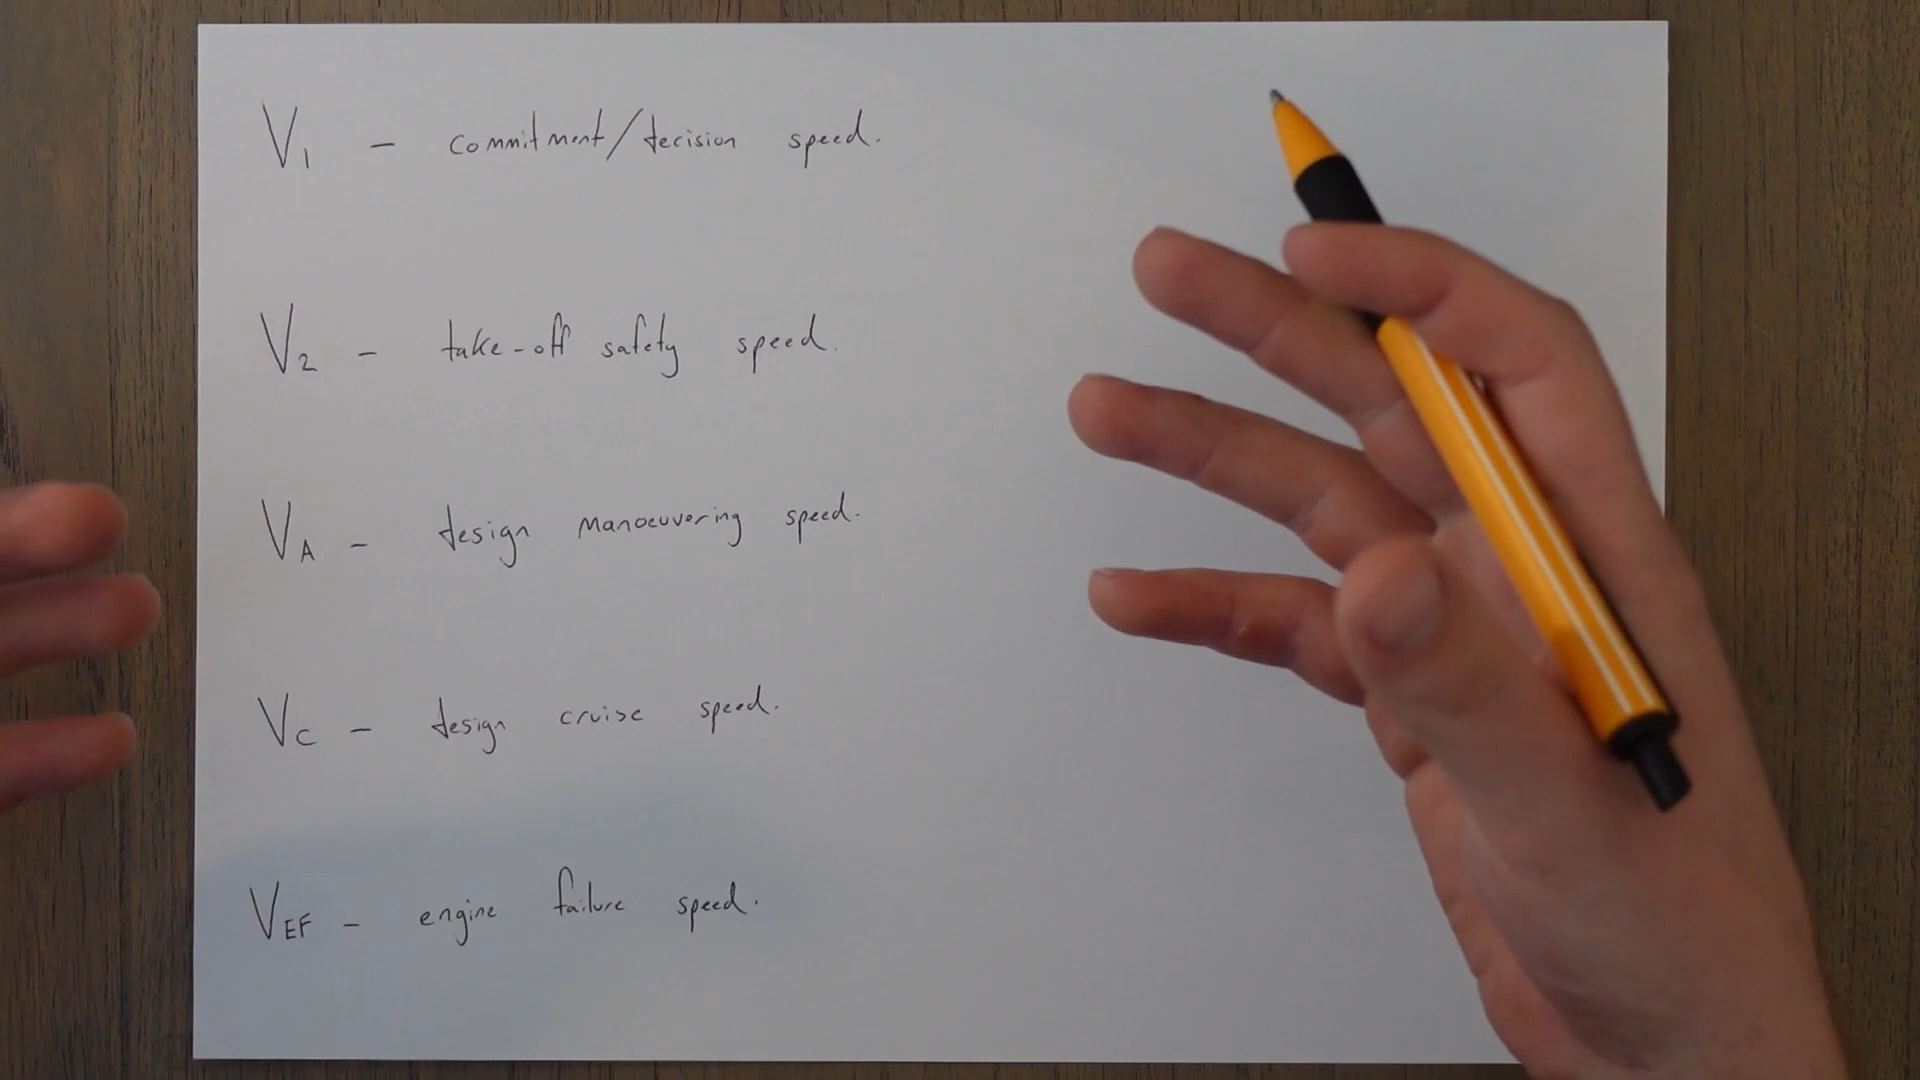 V1 - commitment/decision speed.
V2 - take-off safety speed.
VA - design manoeuvering speed.
VC - design cruise speed.
VEF - engine failure speed.